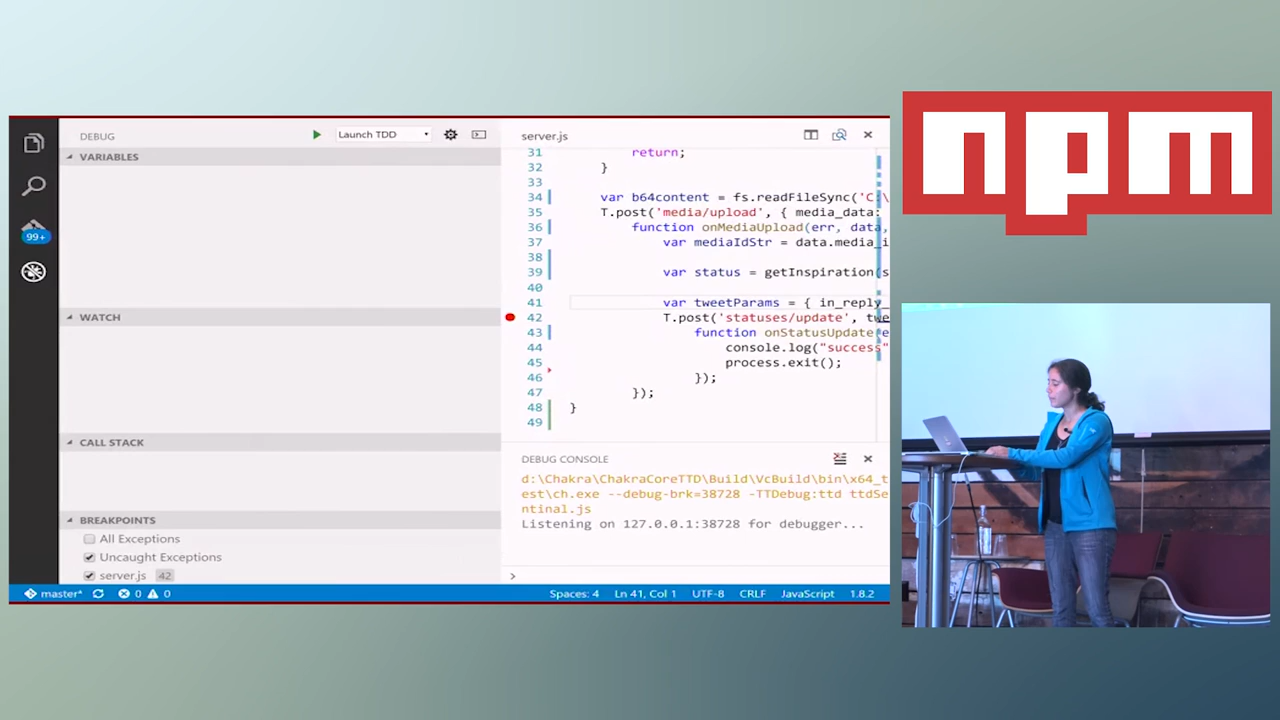 DEBUG
Launch TDD
VARIABLES
WATCH
CALL STACK
BREAKPOINTS
All Exceptions
Uncaught Exceptions
server.js 42
99+
server.js
31 return;
32 }
33
34 var b64content = fs.readFileSync('C:\
35 T.post('media/upload', { media_data:
36 function onMediaUpload(err, data,
37 var mediaIdStr = data.media_i
38
39 var status = getInspiration(s
40
41 var tweetParams = { in_reply_
42 T.post('statuses/update', twe
43 function onStatusUpdate(e
44 console.log("success"
45 process.exit();
46 });
47 });
48 }
49
DEBUG CONSOLE
d:\Chakra\ChakraCoreTTD\Build\VcBuild\bin\x64_t
est\ch.exe --debug-brk=38728 -TTDebug:ttd ttdSe
ntinal.js
Listening on 127.0.0.1:38728 for debugger...
>
master* 0 0 Spaces: 4 Ln 41, Col 1 UTF-8 CRLF JavaScript 1.8.2
npm